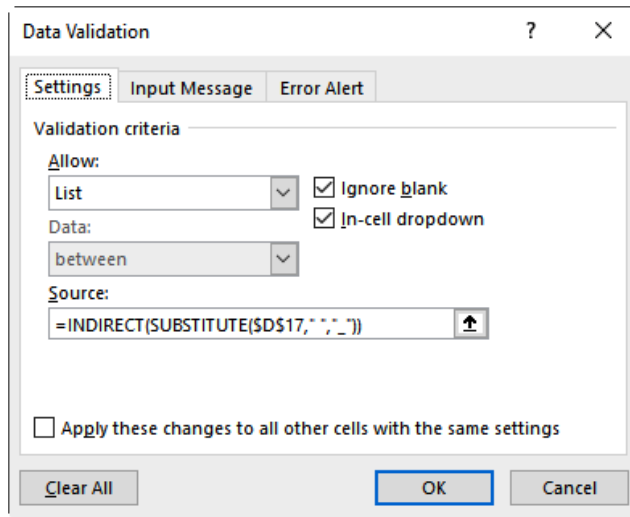 Data Validation ? ×
Settings Input Message Error Alert
Validation criteria
Allow:
List
Ignore blank
Data:
In-cell dropdown
between
Source:
=INDIRECT(SUBSTITUTE($D$17," ","_"))
Apply these changes to all other cells with the same settings
Clear All OK Cancel